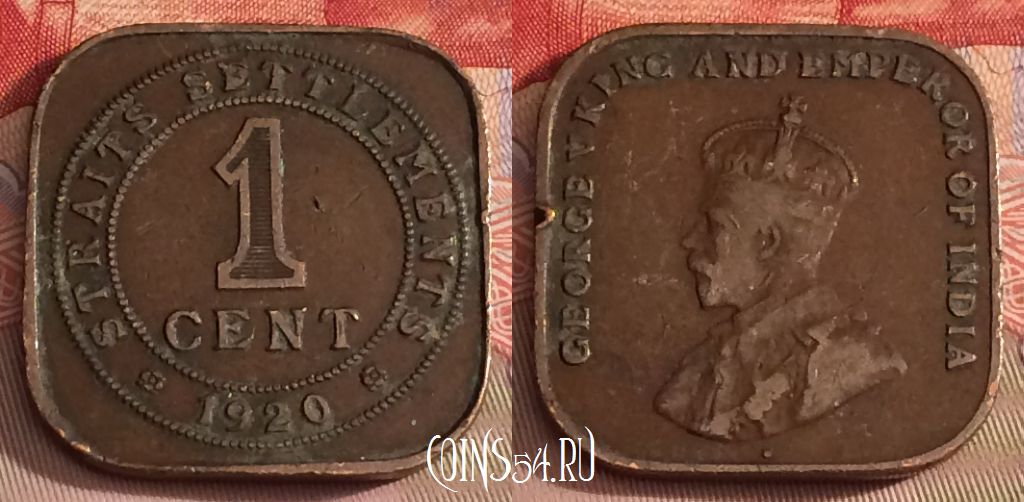 STRAITS SETTLEMENTS
1
CENT
1920
GEORGE V KING AND EMPEROR OF INDIA
COINS54.RU